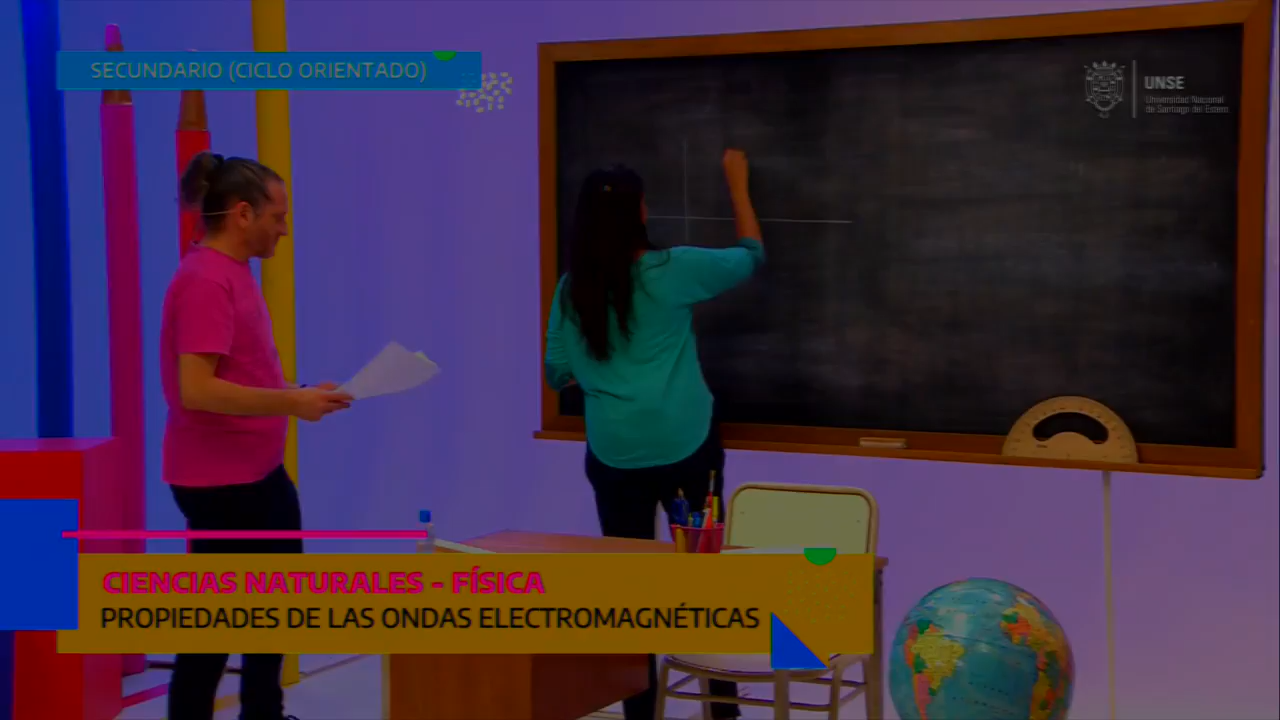 SECUNDARIO (CICLO ORIENTADO)
UNSE
Universidad Nacional
de Santiago del Estero
CIENCIAS NATURALES - FÍSICA
PROPIEDADES DE LAS ONDAS ELECTROMAGNÉTICAS